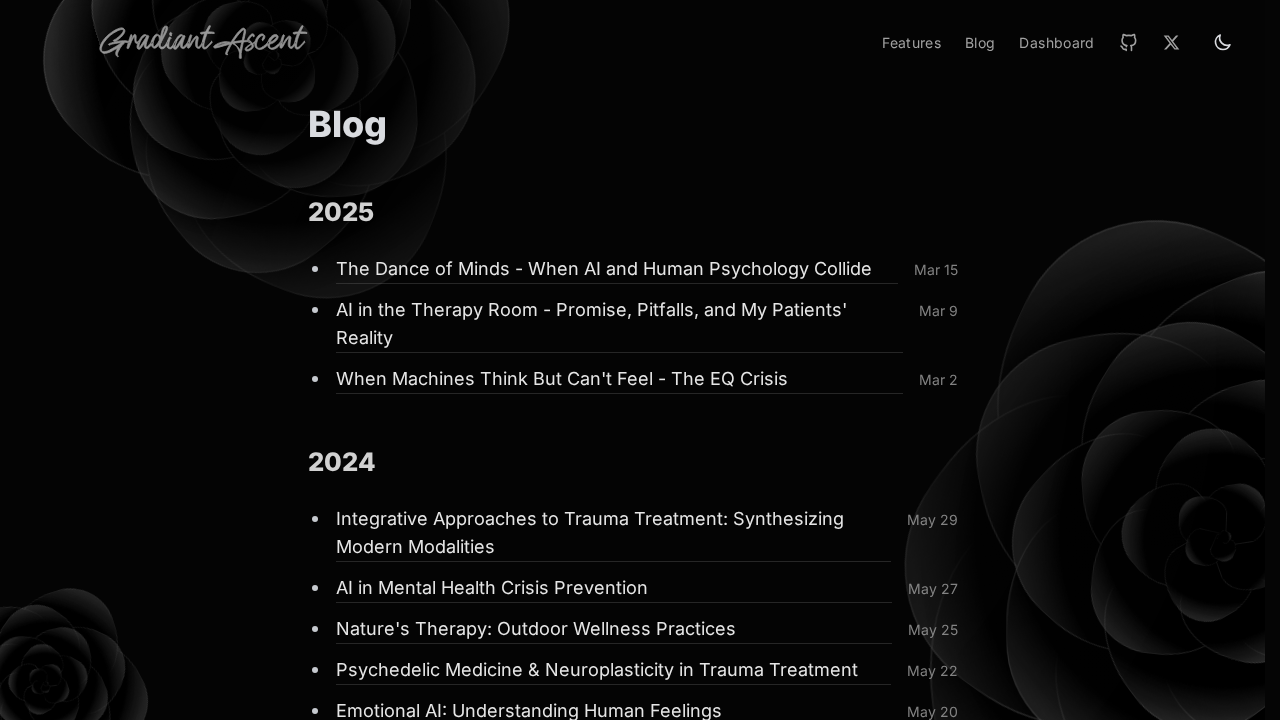 Gradiant Ascent
Features
Blog
Dashboard
Blog
2025
The Dance of Minds - When AI and Human Psychology Collide
Mar 15
AI in the Therapy Room - Promise, Pitfalls, and My Patients'
Reality
Mar 9
When Machines Think But Can't Feel - The EQ Crisis
Mar 2
2024
Integrative Approaches to Trauma Treatment: Synthesizing
Modern Modalities
May 29
AI in Mental Health Crisis Prevention
May 27
Nature's Therapy: Outdoor Wellness Practices
May 25
Psychedelic Medicine & Neuroplasticity in Trauma Treatment
May 22
Emotional AI: Understanding Human Feelings
May 20